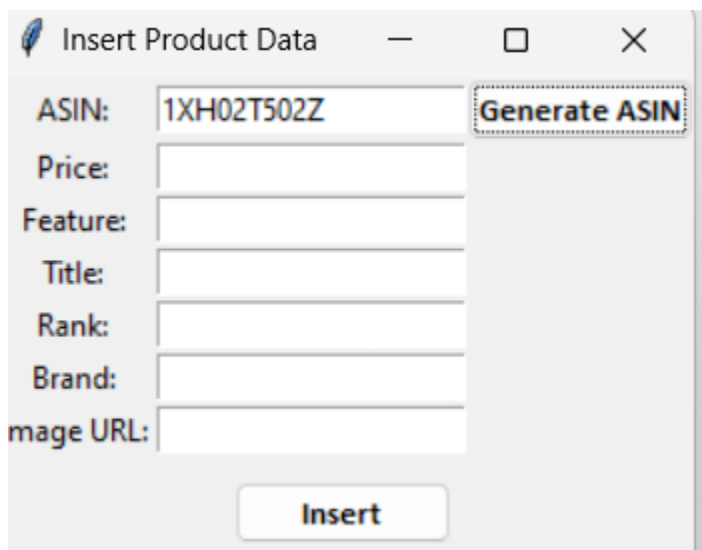 Insert Product Data
ASIN: 1XH02T502Z Generate ASIN
Price:
Feature:
Title:
Rank:
Brand:
mage URL:
Insert